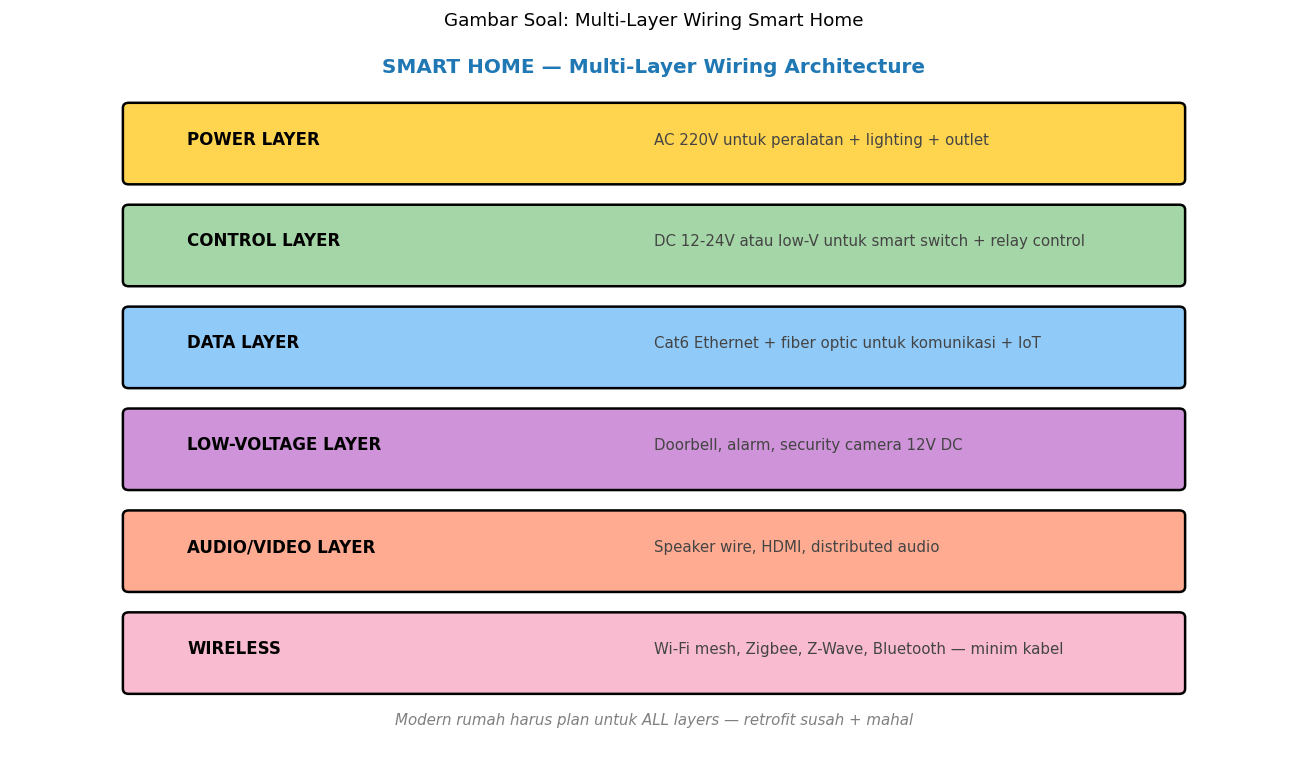 Gambar Soal: Multi-Layer Wiring Smart Home
SMART HOME — Multi-Layer Wiring Architecture
POWER LAYER AC 220V untuk peralatan + lighting + outlet
CONTROL LAYER DC 12-24V atau low-V untuk smart switch + relay control
DATA LAYER Cat6 Ethernet + fiber optic untuk komunikasi + IoT
LOW-VOLTAGE LAYER Doorbell, alarm, security camera 12V DC
AUDIO/VIDEO LAYER Speaker wire, HDMI, distributed audio
WIRELESS Wi-Fi mesh, Zigbee, Z-Wave, Bluetooth — minim kabel
Modern rumah harus plan untuk ALL layers — retrofit susah + mahal